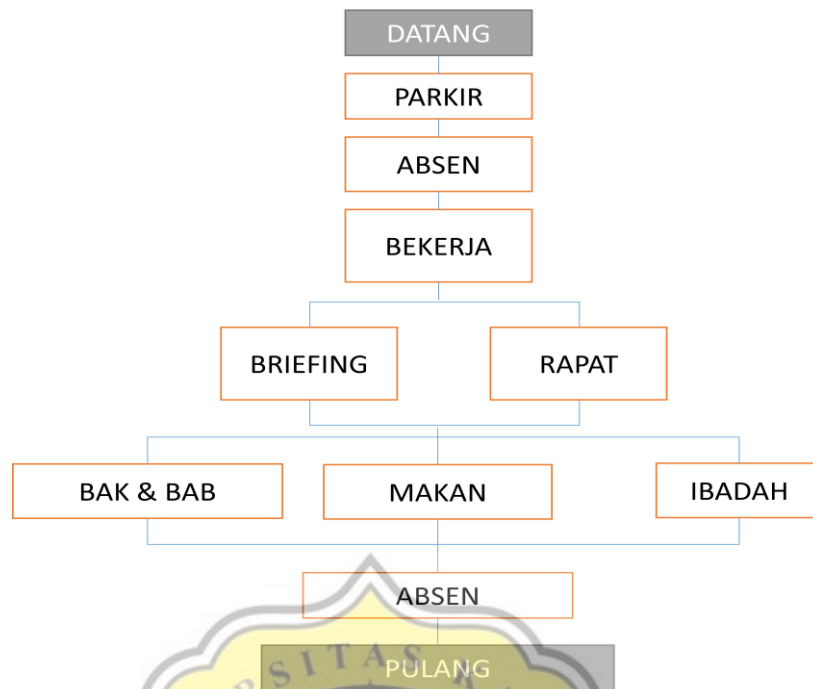 DATANG
PARKIR
ABSEN
BEKERJA
BRIEFING
RAPAT
BAK & BAB
MAKAN
IBADAH
ABSEN
PULANG